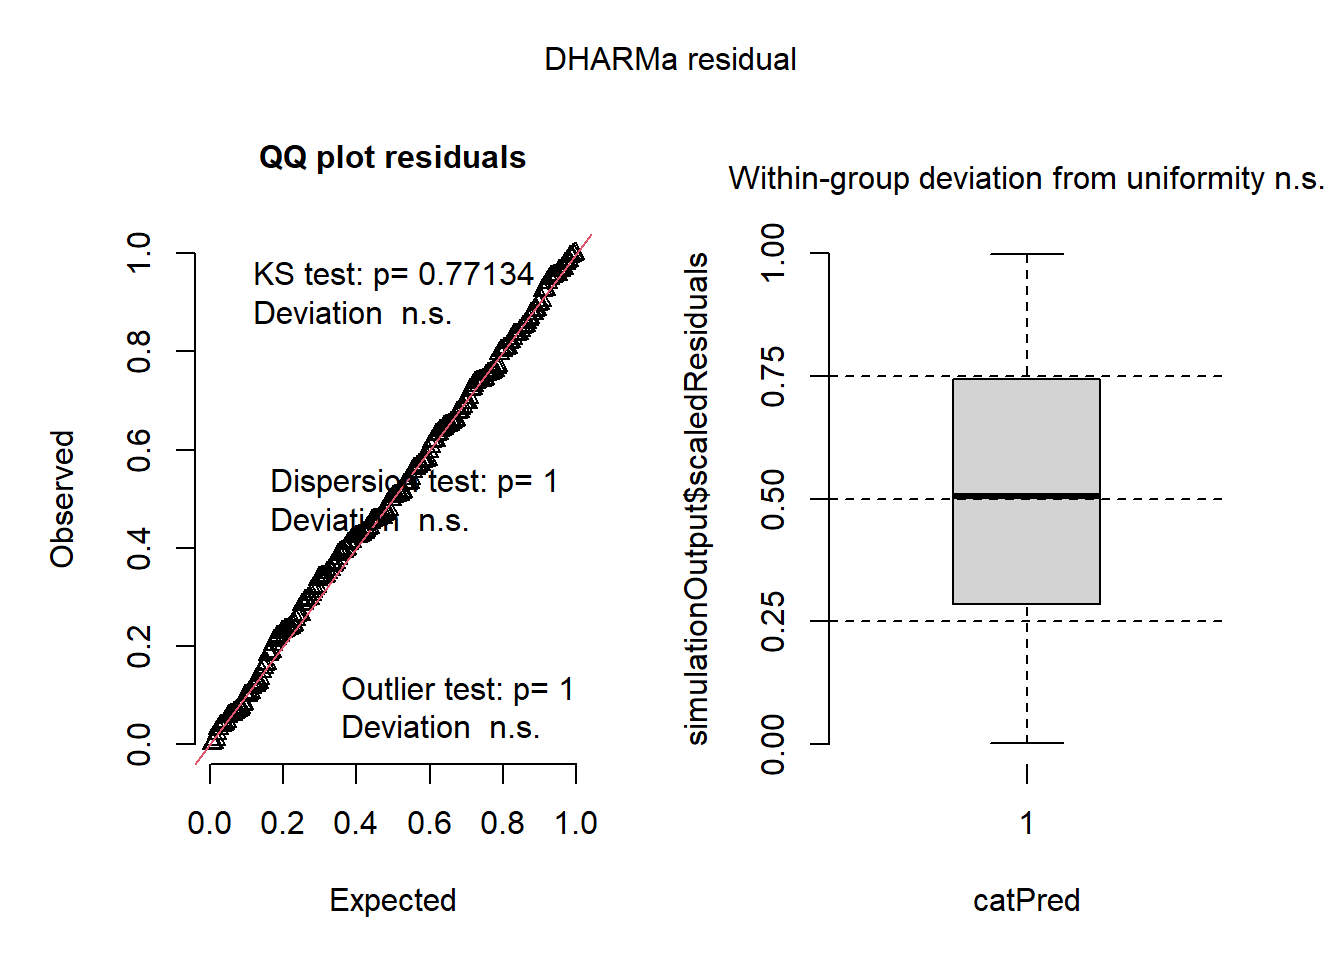 DHARMa residual
QQ plot residuals
KS test: p= 0.77134
Deviation  n.s.
Dispersion test: p= 1
Deviation  n.s.
Outlier test: p= 1
Deviation  n.s.
Observed
0.0 0.2 0.4 0.6 0.8 1.0
0.0 0.2 0.4 0.6 0.8 1.0
Expected
Within-group deviation from uniformity n.s.
simulationOutput$scaledResiduals
0.00 0.25 0.50 0.75 1.00
1
catPred